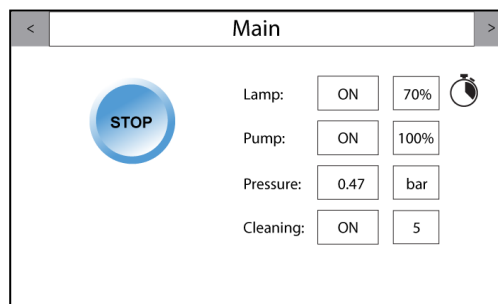 < Main >
STOP
Lamp: ON 70%
Pump: ON 100%
Pressure: 0.47 bar
Cleaning: ON 5